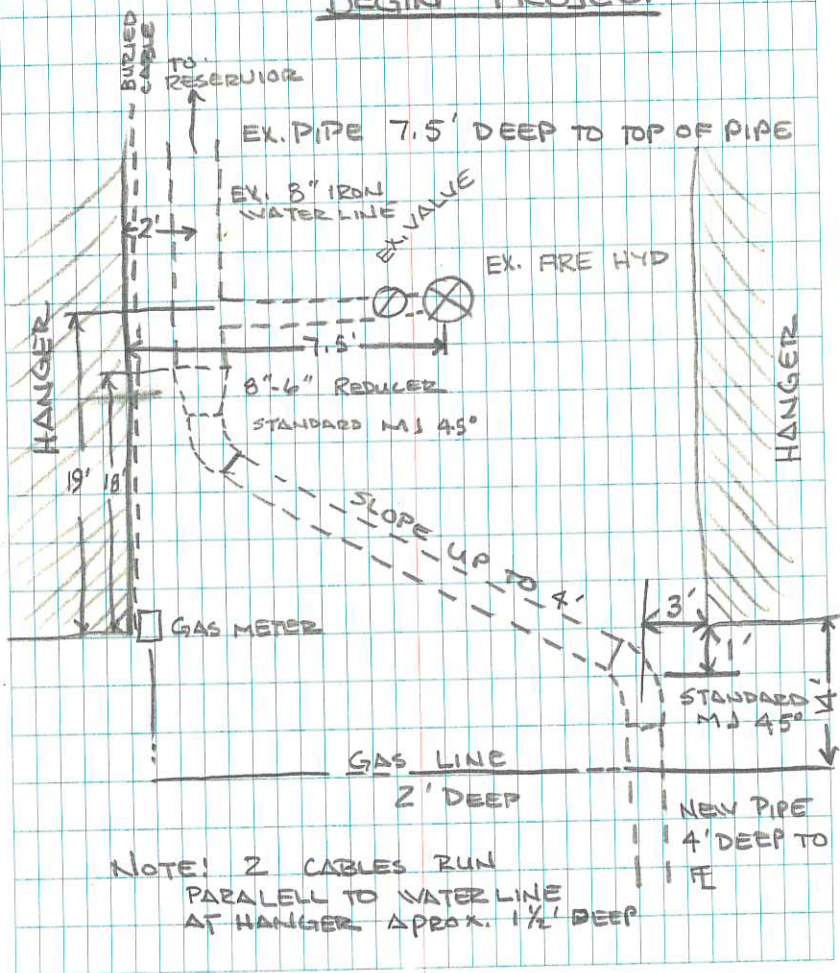 BEGIN PROJECT
BURIED
CABLE
TO
RESERVIOR
EX. PIPE 7.5' DEEP TO TOP OF PIPE
EX. 8" IRON
WATER LINE
2'
EX. VALVE
EX. FIRE HYD
HANGER
HANGER
7.5'
8"-6" REDUCER
STANDARD MJ 45°
19' 18'
SLOPE UP TO 4'
GAS METER
3'
1'
STANDARD
MJ 45°
GAS LINE
2' DEEP
NEW PIPE
4' DEEP TO
NOTE! 2 CABLES RUN
PARALELL TO WATER LINE
AT HANGER APROX. 1½' DEEP